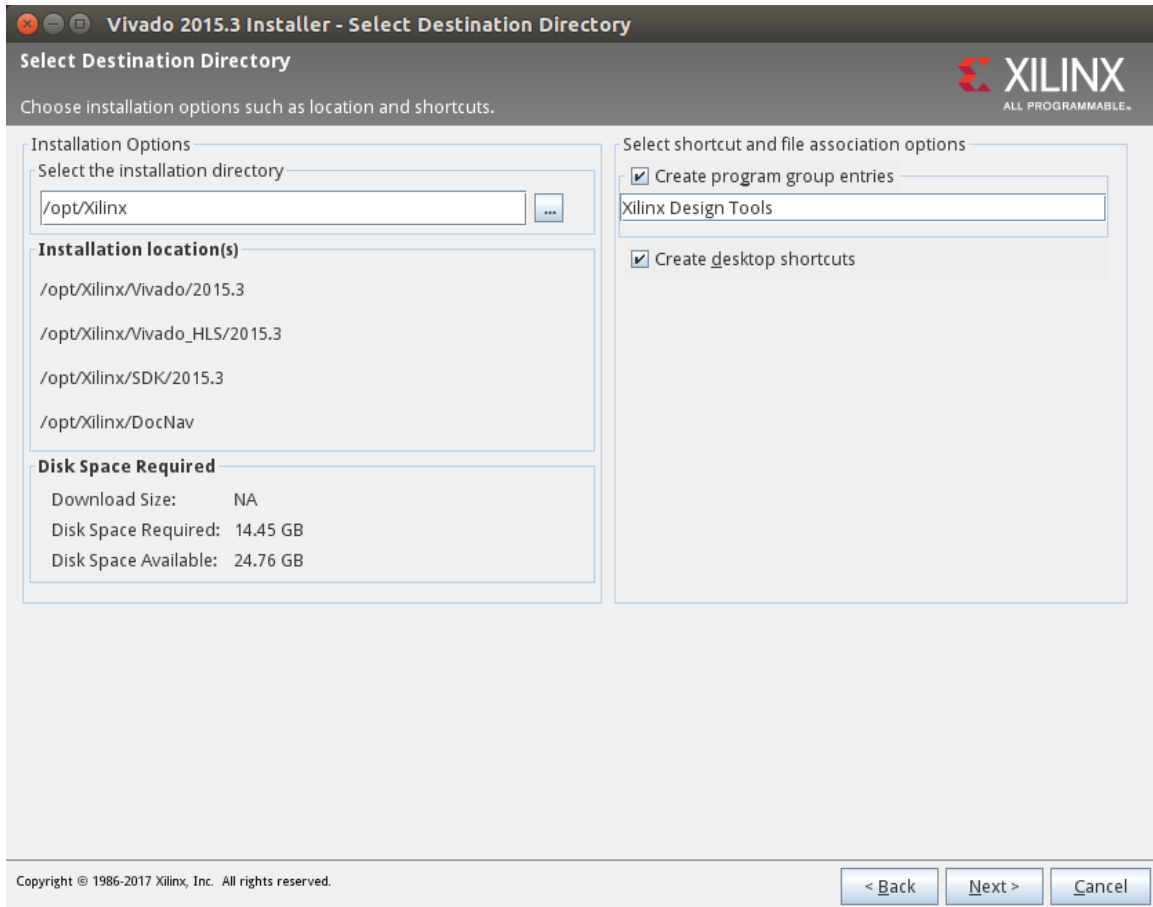 Vivado 2015.3 Installer - Select Destination Directory
Select Destination Directory
Choose installation options such as location and shortcuts.
XILINX
ALL PROGRAMMABLE™
Installation Options
Select the installation directory
/opt/Xilinx
...
Installation location(s)
/opt/Xilinx/Vivado/2015.3
/opt/Xilinx/Vivado_HLS/2015.3
/opt/Xilinx/SDK/2015.3
/opt/Xilinx/DocNav
Disk Space Required
Download Size: NA
Disk Space Required: 14.45 GB
Disk Space Available: 24.76 GB
Select shortcut and file association options
Create program group entries
Xilinx Design Tools
Create desktop shortcuts
Copyright © 1986-2017 Xilinx, Inc. All rights reserved.
< Back
Next >
Cancel